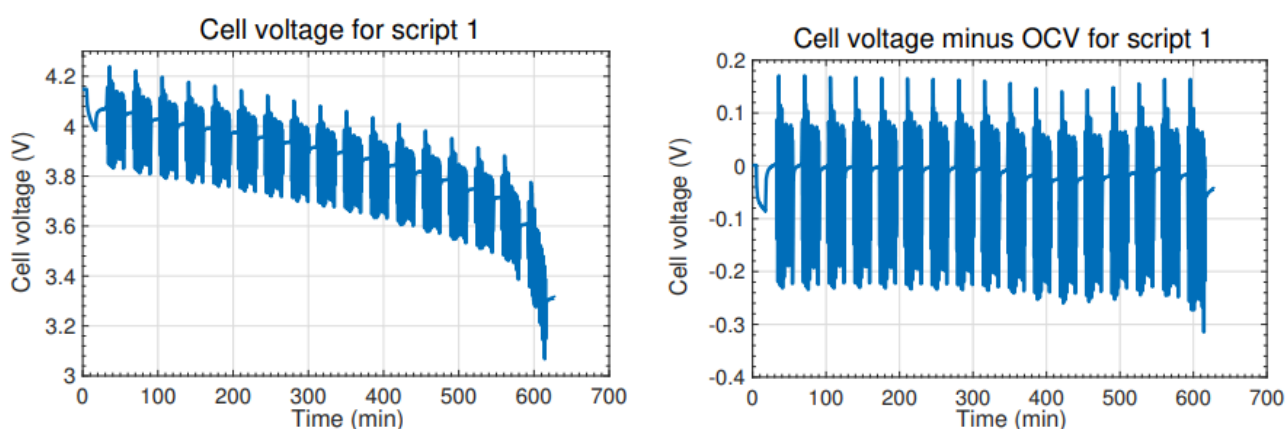 Cell voltage for script 1
Cell voltage (V)
4.2
4
3.8
3.6
3.4
3.2
3
0 100 200 300 400 500 600 700
Time (min)
Cell voltage minus OCV for script 1
Cell voltage (V)
0.2
0.1
0
-0.1
-0.2
-0.3
-0.4
0 100 200 300 400 500 600 700
Time (min)